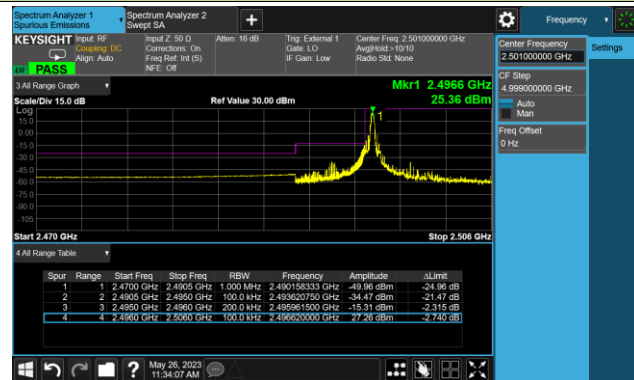 Spectrum Analyzer 1
Spurious Emissions
Spectrum Analyzer 2
Swept SA
+
Frequency
KEYSIGHT
Input: RF
Coupling: DC
Align: Auto
Input Z: 50 Ω
Corrections: On
Freq Ref: Int (S)
NFE: Off
Atten: 16 dB
Trig: External 1
Gate: LO
IF Gain: Low
Center Freq: 2.501000000 GHz
Avg|Hold:>10/10
Radio Std: None
PASS
Center Frequency
2.501000000 GHz
Settings
CF Step
4.999000000 GHz
Auto
Man
Freq Offset
0 Hz
3 All Range Graph
Mkr1 2.4966 GHz
Scale/Div 15.0 dB
Ref Value 30.00 dBm
25.36 dBm
Log
15.0
0.00
-15.0
-30.0
-45.0
-60.0
-75.0
-90.0
-105
1
Start 2.470 GHz
Stop 2.506 GHz
4 All Range Table
Spur Range Start Freq Stop Freq RBW Frequency Amplitude ΔLimit
1 1 2.4700 GHz 2.4905 GHz 1.000 MHz 2.490158333 GHz -49.96 dBm -24.96 dB
2 2 2.4905 GHz 2.4950 GHz 100.0 kHz 2.493620750 GHz -34.47 dBm -21.47 dB
3 3 2.4950 GHz 2.4960 GHz 200.0 kHz 2.495961500 GHz -15.31 dBm -2.315 dB
4 4 2.4960 GHz 2.5060 GHz 100.0 kHz 2.496620000 GHz 27.26 dBm -2.740 dB
?
May 26, 2023
11:34:07 AM